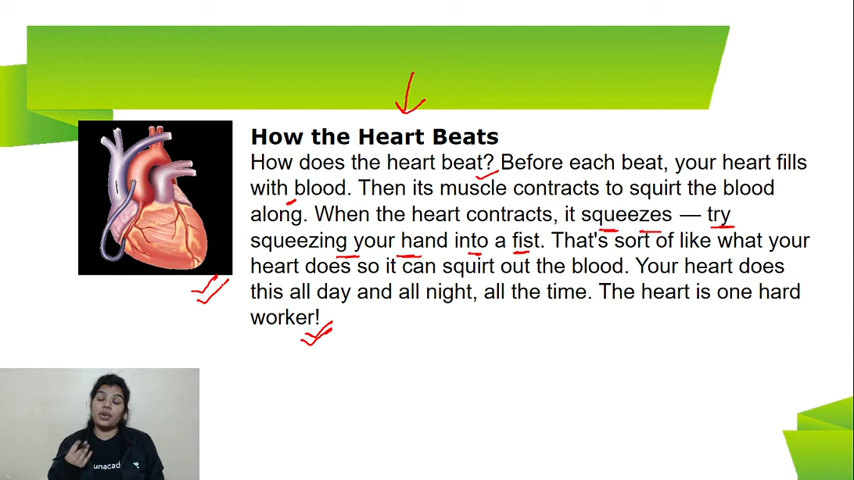 How the Heart Beats
How does the heart beat? Before each beat, your heart fills
with blood. Then its muscle contracts to squirt the blood
along. When the heart contracts, it squeezes — try
squeezing your hand into a fist. That's sort of like what your
heart does so it can squirt out the blood. Your heart does
this all day and all night, all the time. The heart is one hard
worker!
unacad